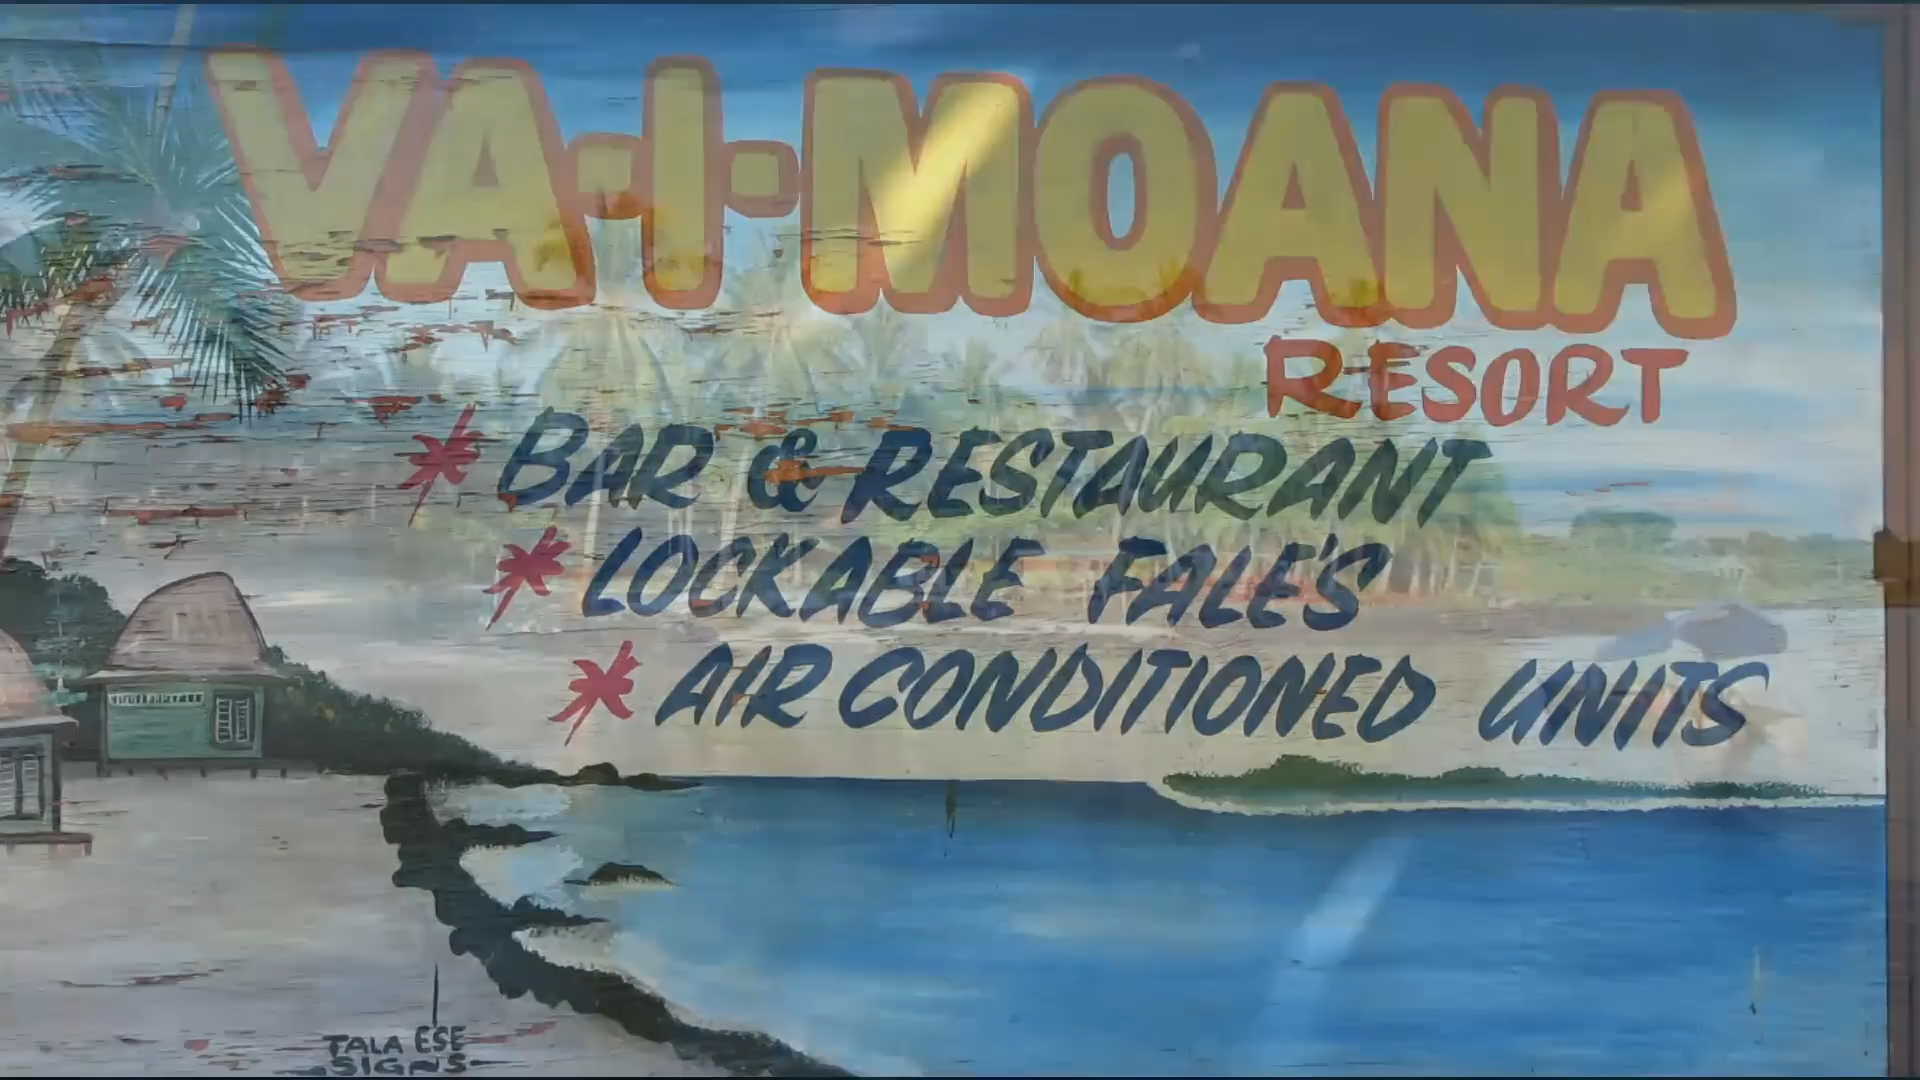 VA·I·MOANA
RESORT
* BAR & RESTAURANT
* LOCKABLE FALE'S
* AIR CONDITIONED UNITS
TALA ESE
SIGNS